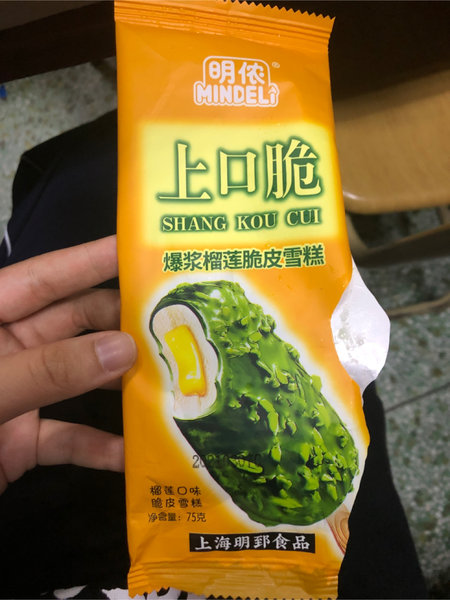 明侬
MINDELI
上口脆
SHANG KOU CUI
爆浆榴莲脆皮雪糕
榴莲口味
脆皮雪糕
净含量: 75克
上海明郅食品